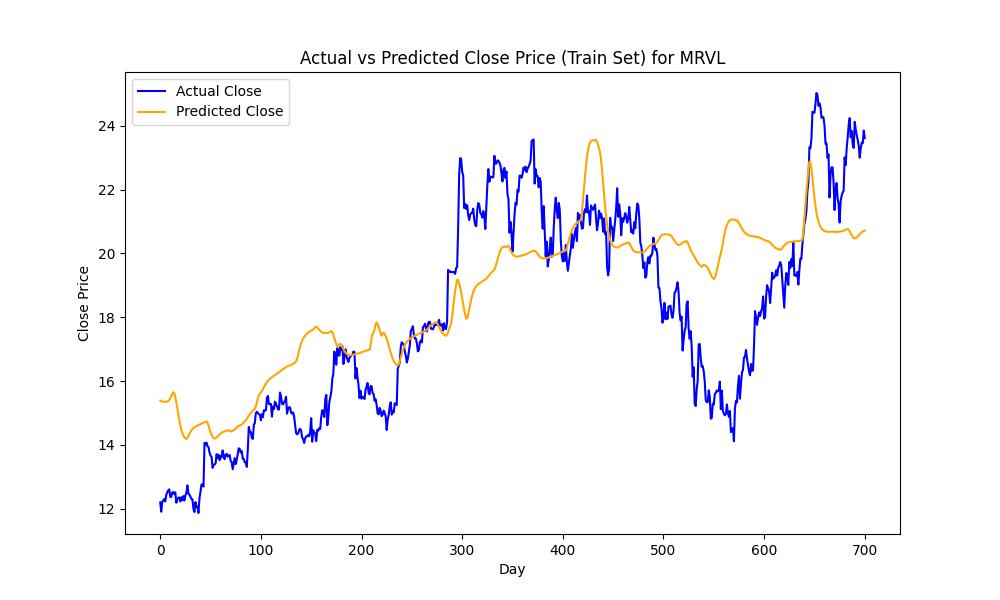 Actual vs Predicted Close Price (Train Set) for MRVL
Actual Close
Predicted Close
24
22
20
18
16
14
12
Close Price
0 100 200 300 400 500 600 700
Day